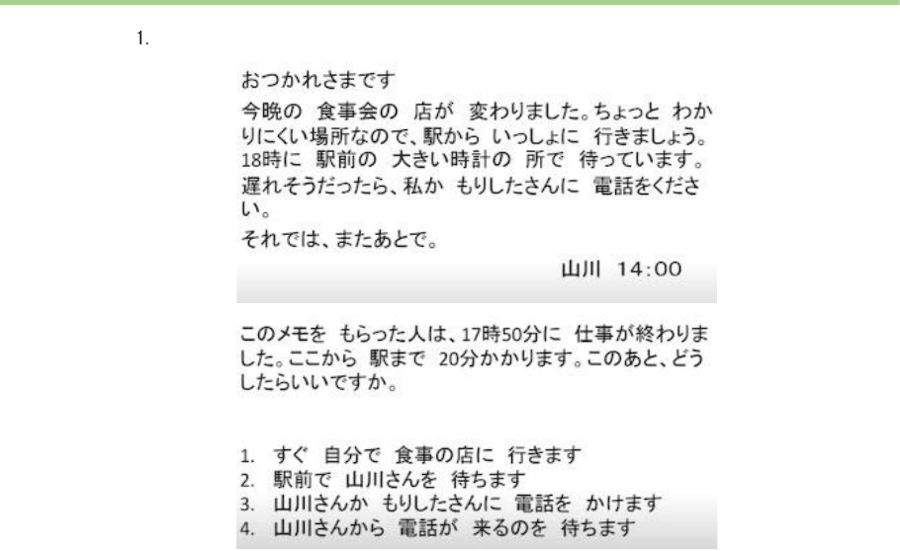 1.
おつかれさまです
今晩の　食事会の　店が　変わりました。ちょっと　わか
りにくい場所なので、駅から　いっしょに　行きましょう。
18時に　駅前の　大きい時計の　所で　待っています。
遅れそうだったら、私か　もりしたさんに　電話をくださ
い。
それでは、またあとで。
山川　14:00
このメモを　もらった人は、17時50分に　仕事が終わりま
した。ここから　駅まで　20分かかります。このあと、どう
したらいいですか。
1.　すぐ　自分で　食事の店に　行きます
2.　駅前で　山川さんを　待ちます
3.　山川さんか　もりしたさんに　電話を　かけます
4.　山川さんから　電話が　来るのを　待ちます